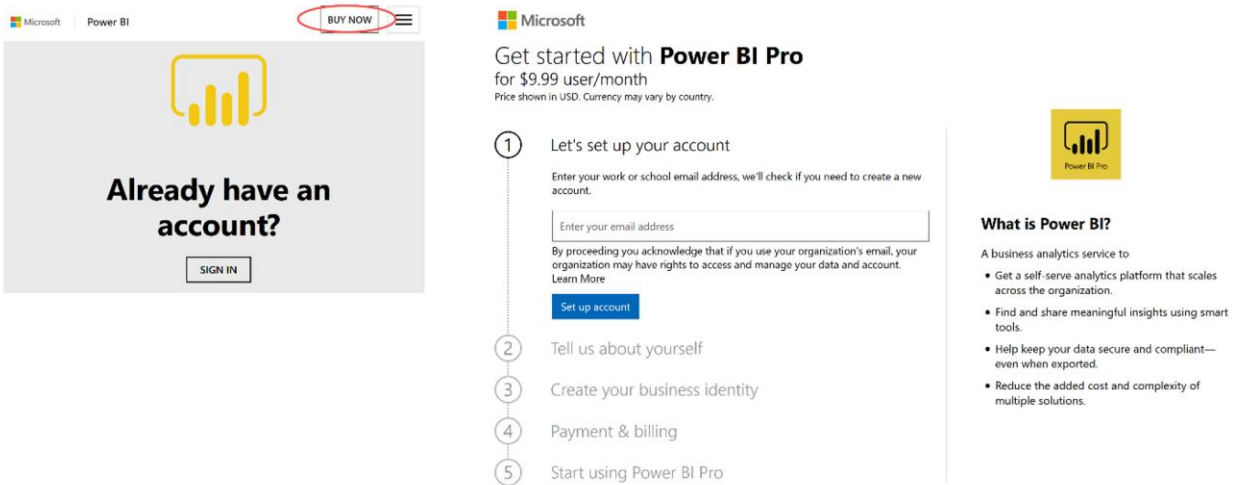 Microsoft
Power BI
BUY NOW
Already have an
account?
SIGN IN
Microsoft
Get started with Power BI Pro
for $9.99 user/month
Price shown in USD. Currency may vary by country.
1
Let's set up your account
Enter your work or school email address, we'll check if you need to create a new
account.
Enter your email address
By proceeding you acknowledge that if you use your organization's email, your
organization may have rights to access and manage your data and account.
Learn More
Set up account
2
Tell us about yourself
3
Create your business identity
4
Payment & billing
5
Start using Power BI Pro
Power BI Pro
What is Power BI?
A business analytics service to
• Get a self-serve analytics platform that scales
across the organization.
• Find and share meaningful insights using smart
tools.
• Help keep your data secure and compliant—
even when exported.
• Reduce the added cost and complexity of
multiple solutions.